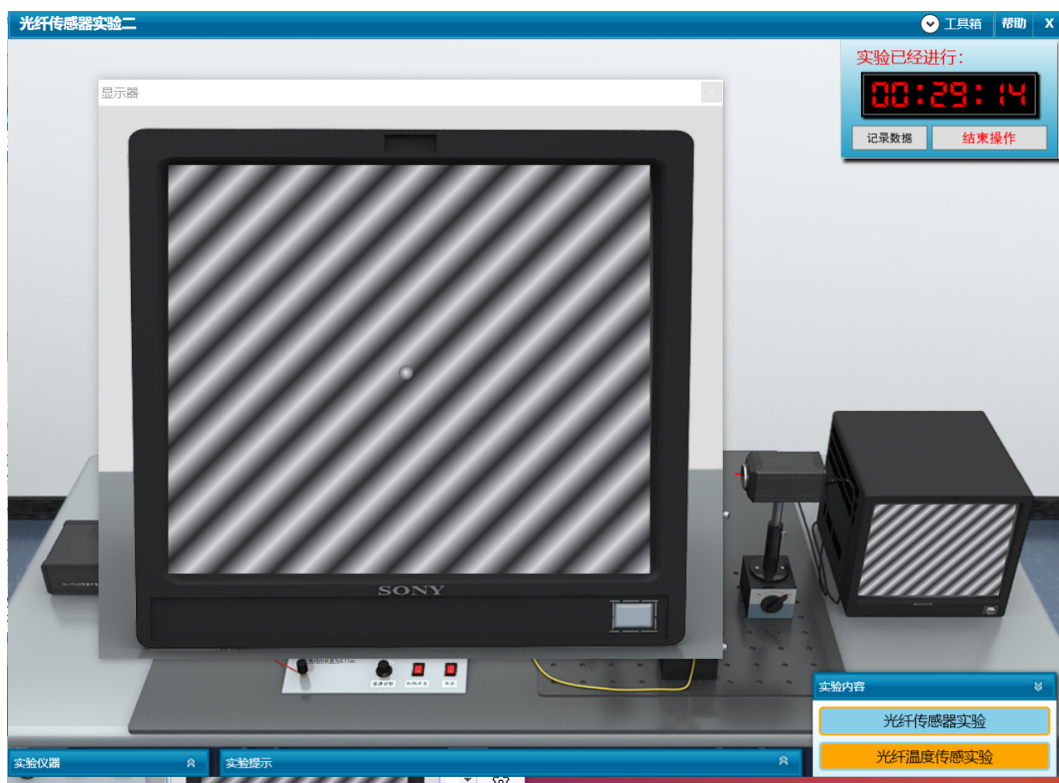 光纤传感器实验二
工具箱
帮助
X
实验已经进行:
00:29:14
记录数据
结束操作
显示器
SONY
实验内容
光纤传感器实验
光纤温度传感实验
实验仪器
实验提示